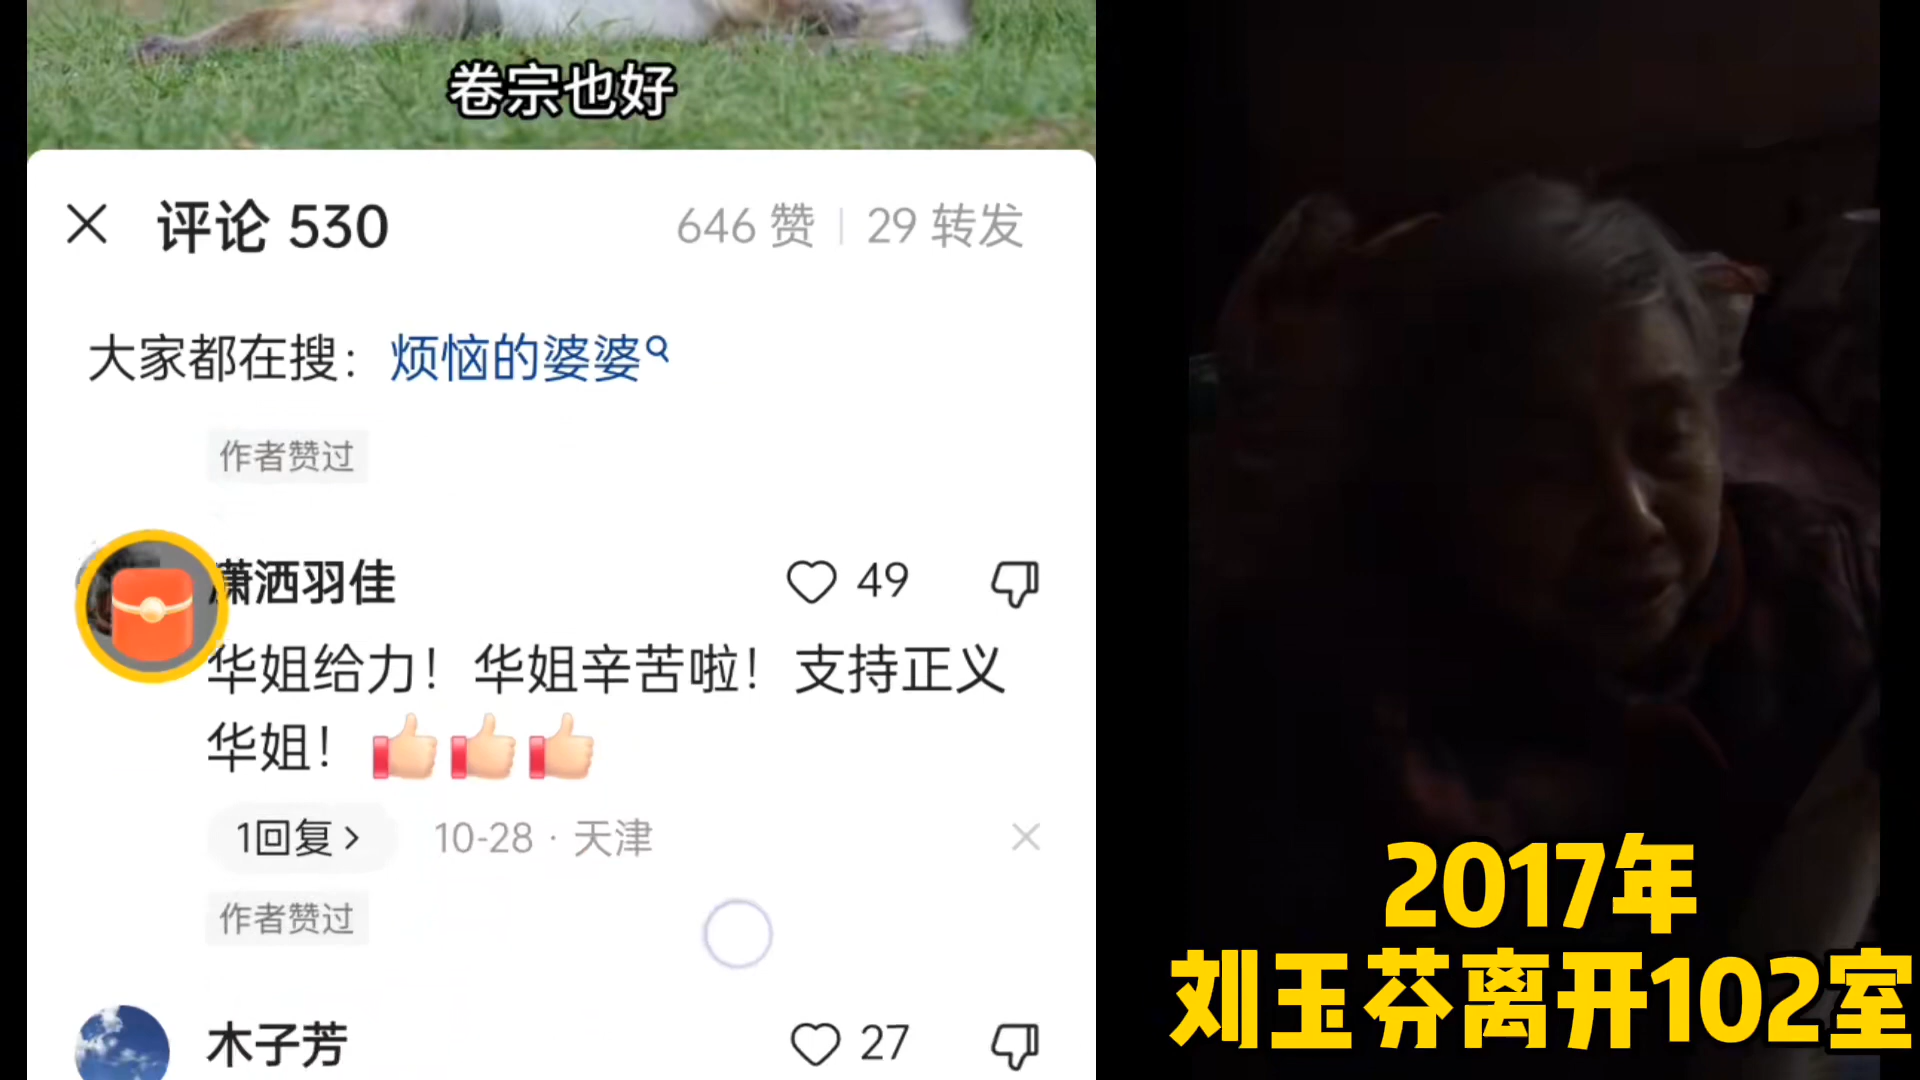 卷宗也好
评论 530
646 赞 | 29 转发
大家都在搜： 烦恼的婆婆
作者赞过
潇洒羽佳
49
华姐给力！华姐辛苦啦！支持正义
华姐！
1回复 >
10-28 · 天津
作者赞过
木子芳
27
2017年
刘玉芬离开102室